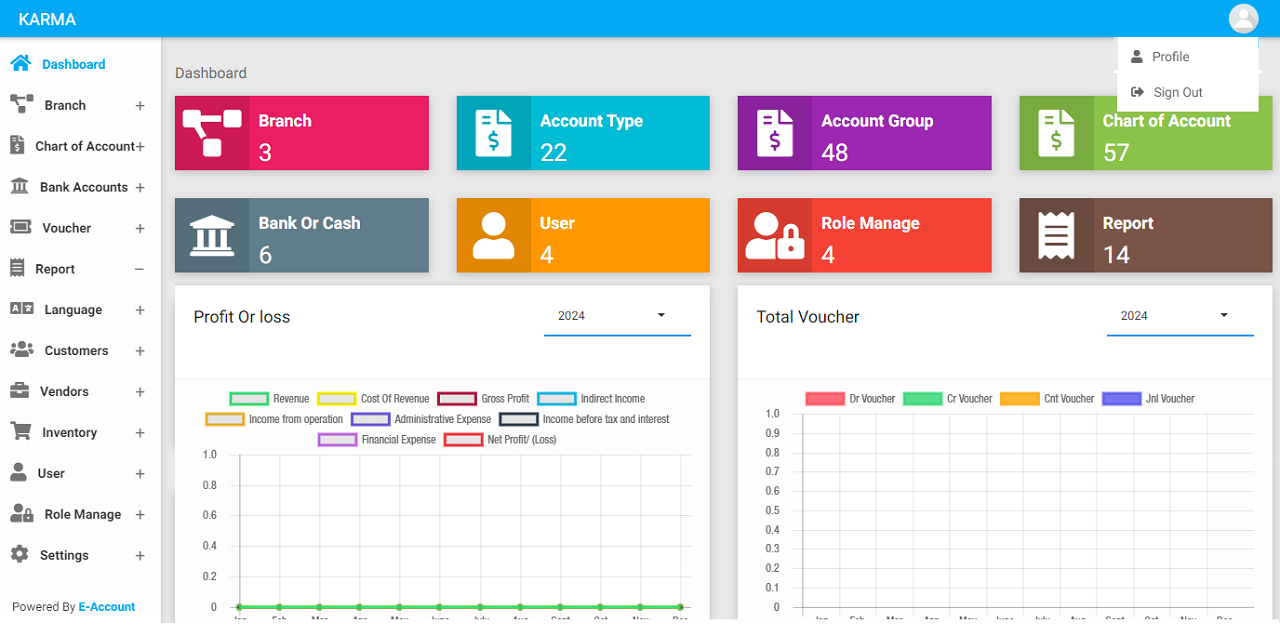 KARMA
Profile
Sign Out
Dashboard
Branch +
Chart of Account+
Bank Accounts +
Voucher +
Report −
Language +
Customers +
Vendors +
Inventory +
User +
Role Manage +
Settings +
Powered By E-Account
Dashboard
Branch
3
Account Type
22
Account Group
48
Chart of Account
57
Bank Or Cash
6
User
4
Role Manage
4
Report
14
Profit Or loss
2024
Revenue Cost Of Revenue Gross Profit Indirect Income
Income from operation Administrative Expense Income before tax and interest
Financial Expense Net Profit/ (Loss)
1.0
0.8
0.6
0.4
0.2
0
Total Voucher
2024
Dr Voucher Cr Voucher Cnt Voucher Jnl Voucher
1.0
0.9
0.8
0.7
0.6
0.5
0.4
0.3
0.2
0.1
0